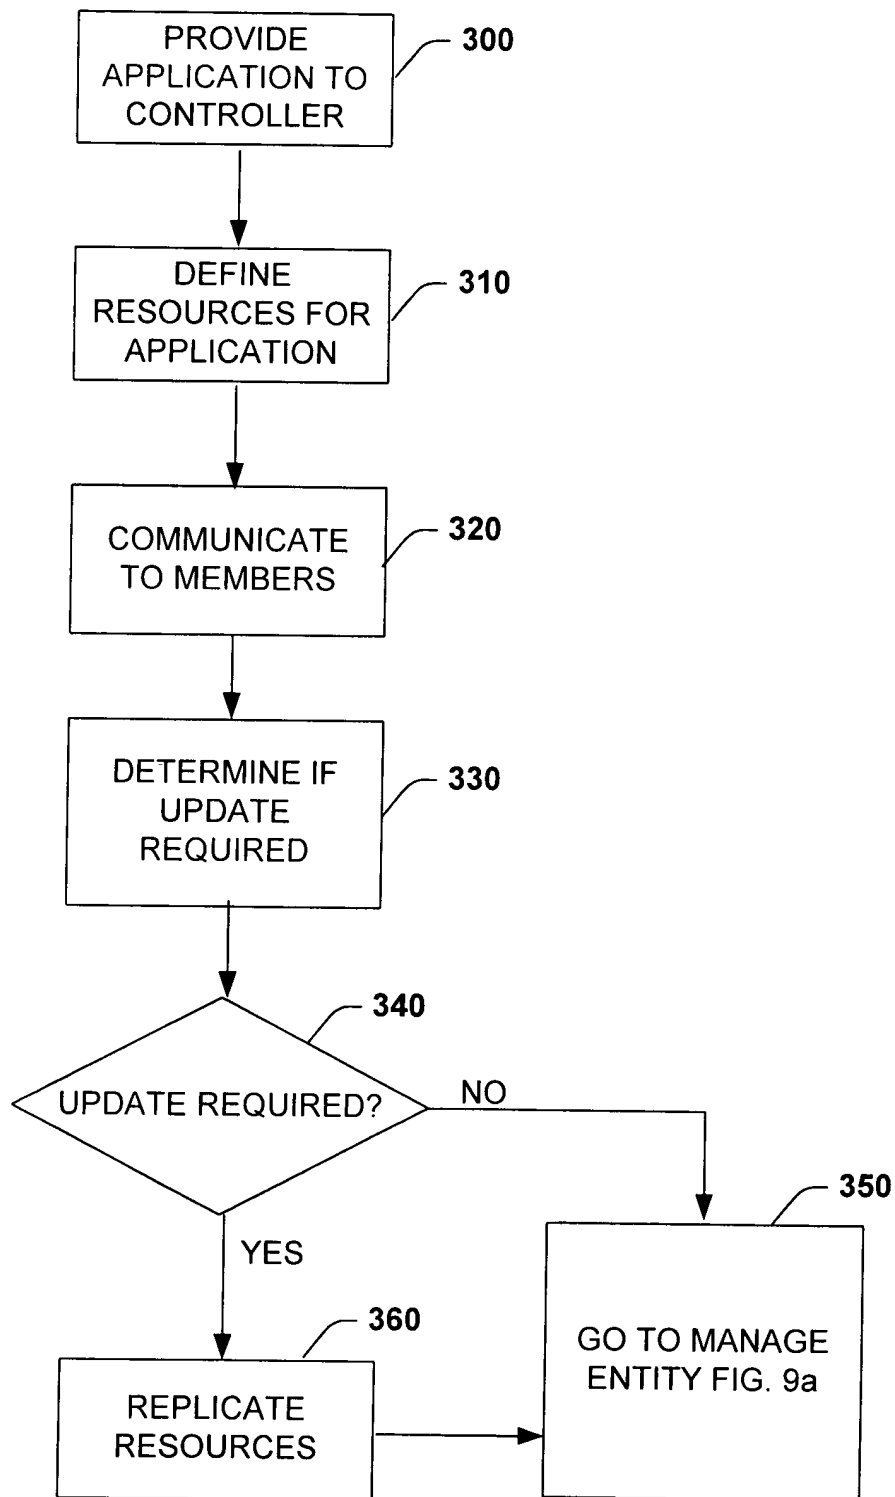 PROVIDE
APPLICATION TO
CONTROLLER
300
DEFINE
RESOURCES FOR
APPLICATION
310
COMMUNICATE
TO MEMBERS
320
DETERMINE IF
UPDATE
REQUIRED
330
340
UPDATE REQUIRED?
NO
YES
350
GO TO MANAGE
ENTITY FIG. 9a
360
REPLICATE
RESOURCES